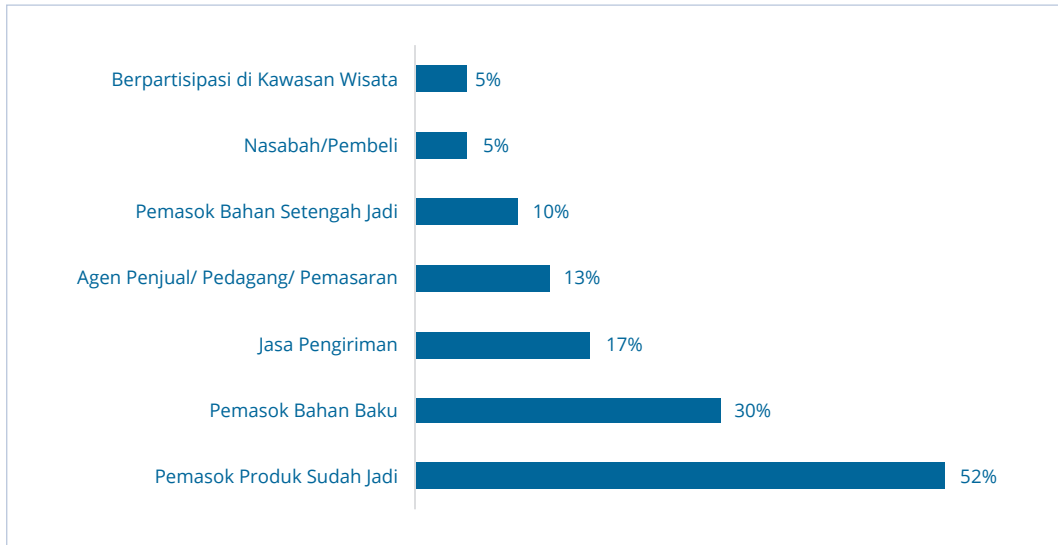 Berpartisipasi di Kawasan Wisata 5%
Nasabah/Pembeli 5%
Pemasok Bahan Setengah Jadi 10%
Agen Penjual/ Pedagang/ Pemasaran 13%
Jasa Pengiriman 17%
Pemasok Bahan Baku 30%
Pemasok Produk Sudah Jadi 52%